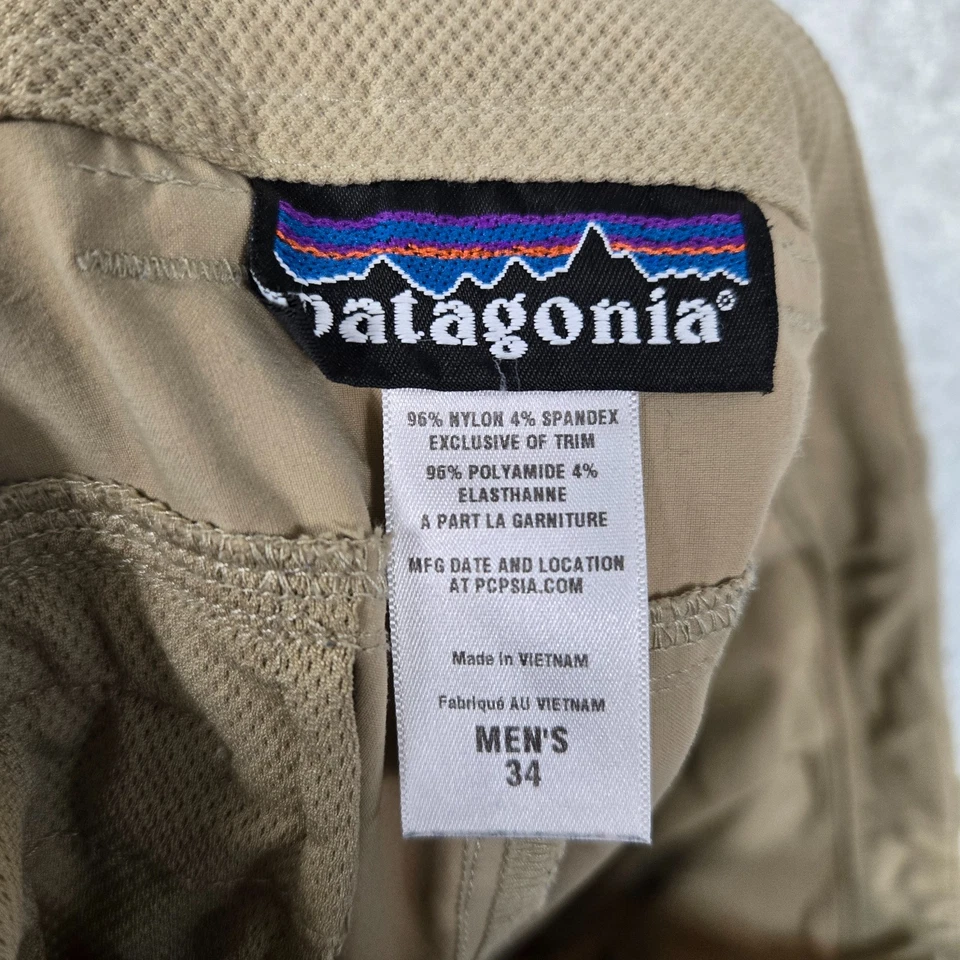 patagonia®
96% NYLON 4% SPANDEX
EXCLUSIVE OF TRIM
96% POLYAMIDE 4%
ELASTHANNE
A PART LA GARNITURE
MFG DATE AND LOCATION
AT PCPSIA.COM
Made in VIETNAM
Fabriqué AU VIETNAM
MEN'S
34